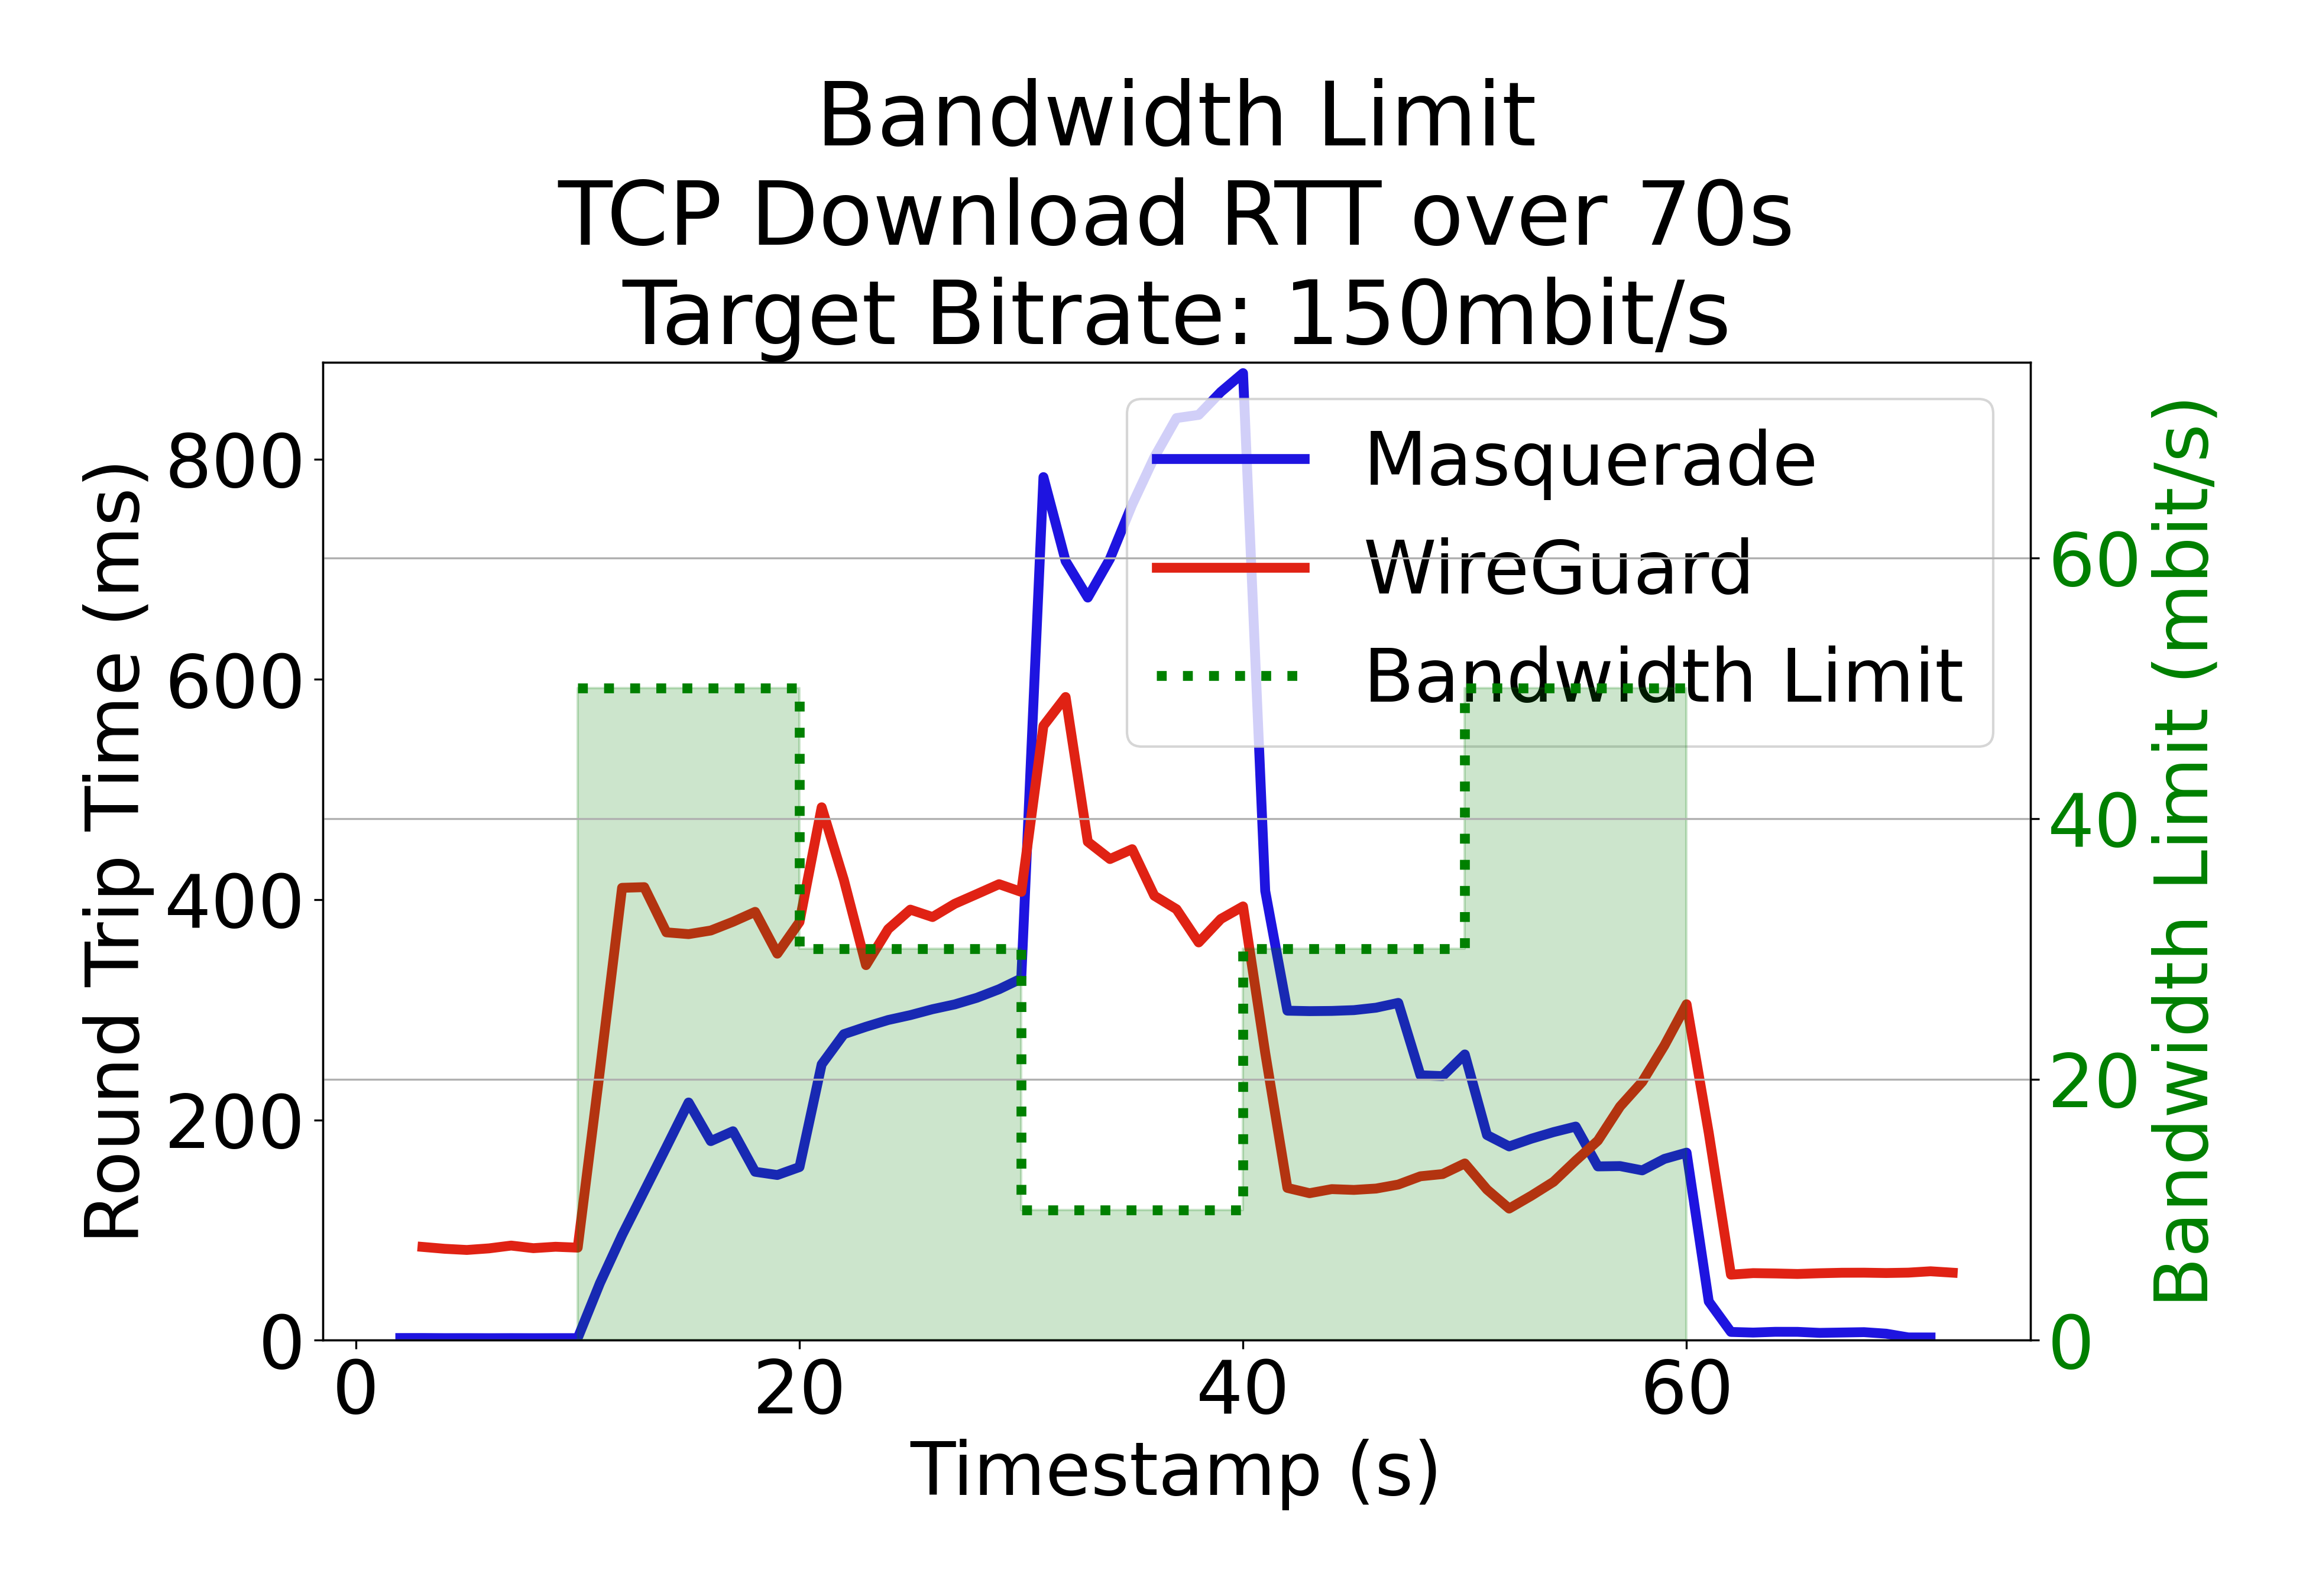 Bandwidth Limit
TCP Download RTT over 70s
Target Bitrate: 150mbit/s
Round Trip Time (ms)
800
600
400
200
0
Masquerade
WireGuard
Bandwidth Limit
60
40
20
0
Bandwidth Limit (mbit/s)
0
20
40
60
Timestamp (s)